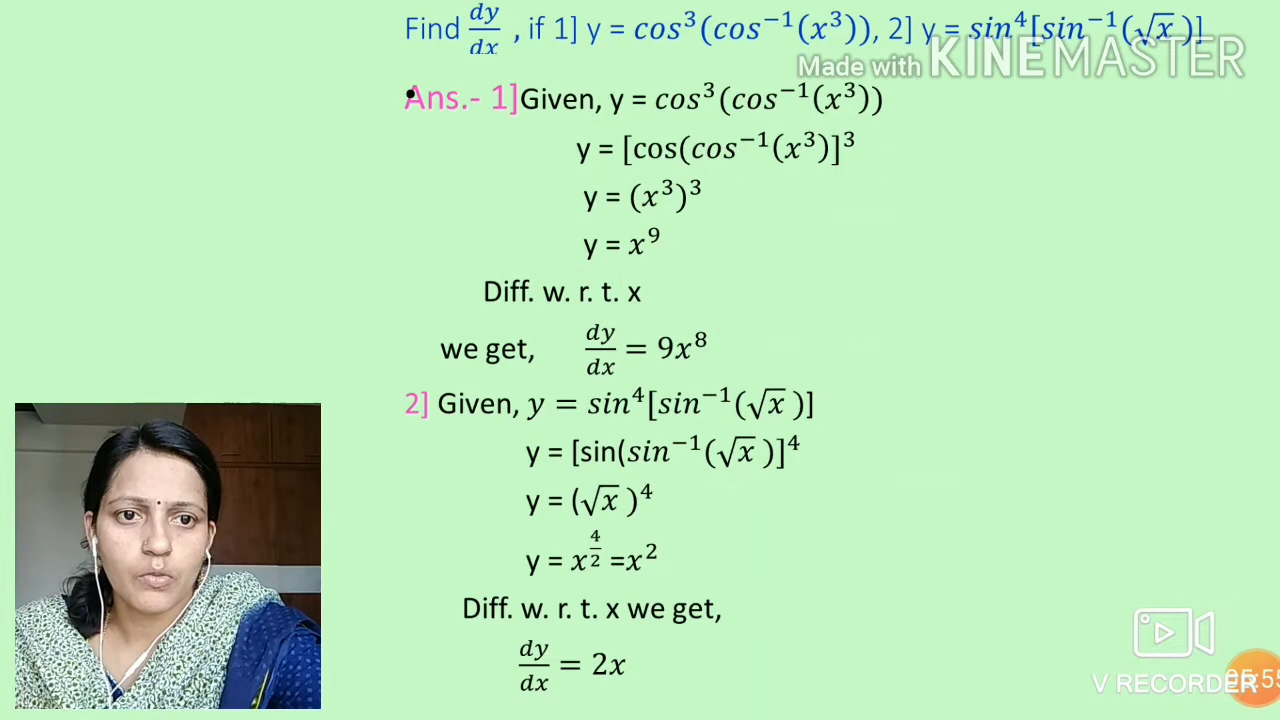 Find dy/dx , if 1] y = cos³(cos⁻¹(x³)), 2] y = sin⁴[sin⁻¹(√x )]
Made with KINEMASTER
Ans.- 1]Given, y = cos³(cos⁻¹(x³))
y = [cos(cos⁻¹(x³)]³
y = (x³)³
y = x⁹
Diff. w. r. t. x
we get, dy/dx = 9x⁸
2] Given, y = sin⁴[sin⁻¹(√x )]
y = [sin(sin⁻¹(√x )]⁴
y = (√x )⁴
y = x^(4/2) =x²
Diff. w. r. t. x we get,
dy/dx = 2x
V RECORDER
05:55